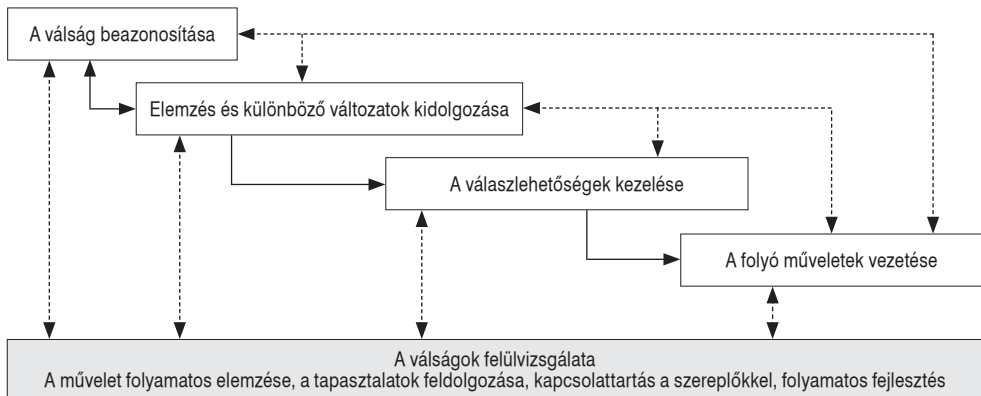 A válság beazonosítása
Elemzés és különböző változatok kidolgozása
A válaszlehetőségek kezelése
A folyó műveletek vezetése
A válságok felülvizsgálata
A művelet folyamatos elemzése, a tapasztalatok feldolgozása, kapcsolattartás a szereplőkkel, folyamatos fejlesztés